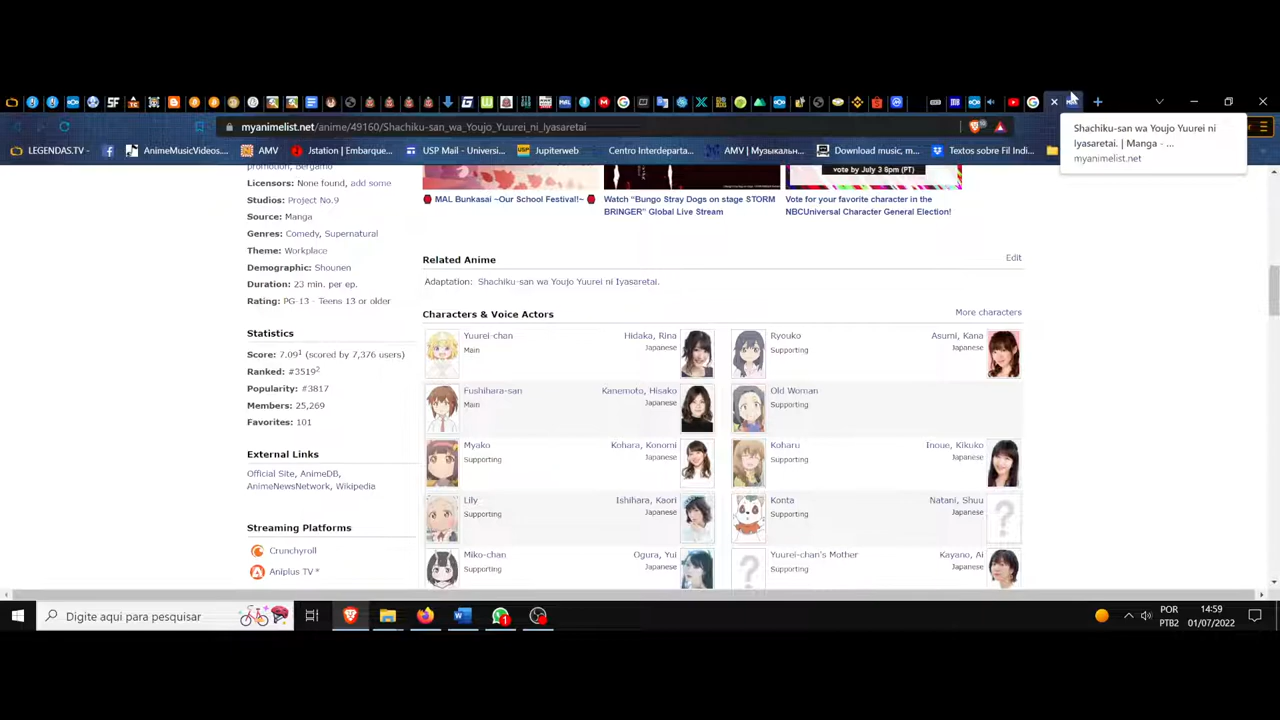 myanimelist.net/anime/49160/Shachiku-san_wa_Youjo_Yuurei_ni_Iyasaretai
Shachiku-san wa Youjo Yuurei ni
Iyasaretai. | Manga - ...
myanimelist.net
LEGENDAS.TV - AnimeMusicVideos... AMV Jstation | Embarque... USP Mail - Universi... Jupiterweb Centro Interdeparta... AMV | Музыкальн... Download music, m... Textos sobre Fil Indi...
promotion, Bergamo
Licensors: None found, add some
Studios: Project No.9
Source: Manga
Genres: Comedy, Supernatural
Theme: Workplace
Demographic: Shounen
Duration: 23 min. per ep.
Rating: PG-13 - Teens 13 or older
Statistics
Score: 7.09¹ (scored by 7,376 users)
Ranked: #3519²
Popularity: #3817
Members: 25,269
Favorites: 101
External Links
Official Site, AnimeDB,
AnimeNewsNetwork, Wikipedia
Streaming Platforms
Crunchyroll
Aniplus TV *
vote by July 3 8pm (PT)
MAL Bunkasai ~Our School Festival!~
Watch “Bungo Stray Dogs on stage STORM
BRINGER” Global Live Stream
Vote for your favorite character in the
NBCUniversal Character General Election!
Related Anime Edit
Adaptation: Shachiku-san wa Youjo Yuurei ni Iyasaretai.
Characters & Voice Actors More characters
Yuurei-chan Hidaka, Rina
Main Japanese
Ryouko Asumi, Kana
Supporting Japanese
Fushihara-san Kanemoto, Hisako
Main Japanese
Old Woman
Supporting
Myako Kohara, Konomi
Supporting Japanese
Koharu Inoue, Kikuko
Supporting Japanese
Lily Ishihara, Kaori
Supporting Japanese
Konta Natani, Shuu
Supporting Japanese
Miko-chan Ogura, Yui
Supporting Japanese
Yuurei-chan's Mother Kayano, Ai
Supporting Japanese
Digite aqui para pesquisar
POR
PTB2
14:59
01/07/2022